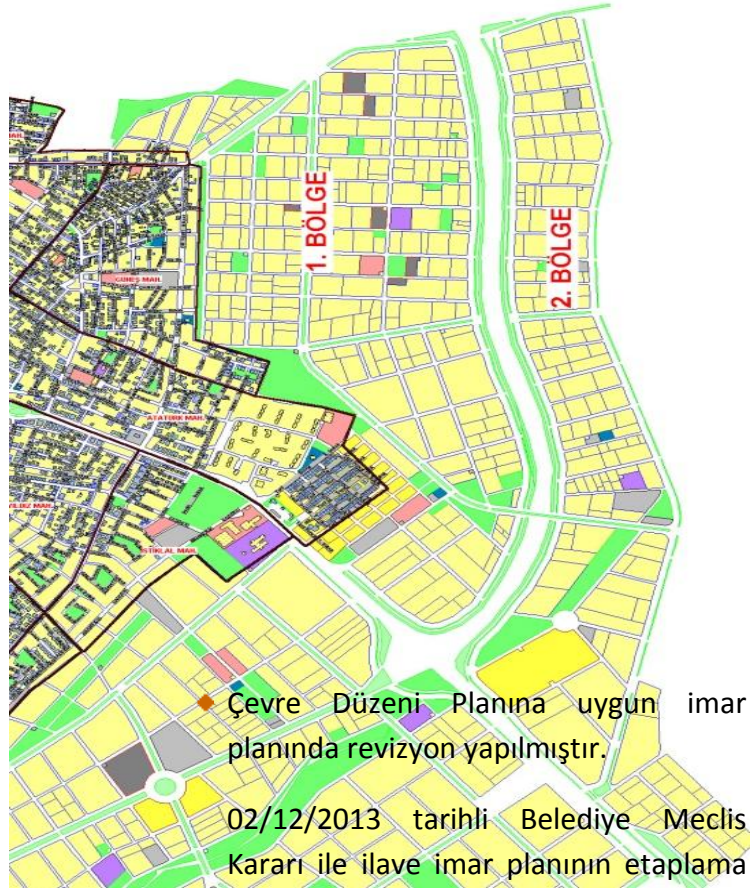 1. BÖLGE
2. BÖLGE
GÜNEŞ MAH.
ATATÜRK MAH.
YILDIZ MAH.
İSTİKLAL MAH.
Çevre Düzeni Planına uygun imar
planında revizyon yapılmıştır.
02/12/2013 tarihli Belediye Meclis
Kararı ile ilave imar planının etaplama